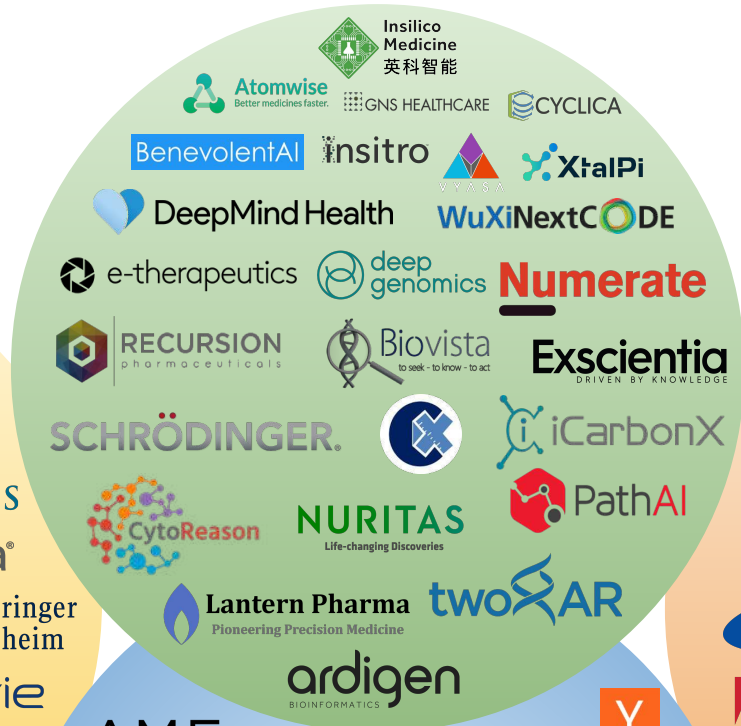 Insilico
Medicine
英科智能
Atomwise
Better medicines faster.
GNS HEALTHCARE
CYCLICA
BenevolentAI
insitro
VYASA
XtalPi
DeepMind Health
WuXiNextCODE
e-therapeutics
deep
genomics
Numerate
RECURSION
pharmaceuticals
Biovista
to seek - to know - to act
Exscientia
DRIVEN BY KNOWLEDGE
SCHRÖDINGER.
iCarbonX
PathAI
CytoReason
NURITAS
Life-changing Discoveries
s
a®
ringer
heim
vie
Lantern Pharma
Pioneering Precision Medicine
twoXAR
ardigen
BIOINFORMATICS
Y